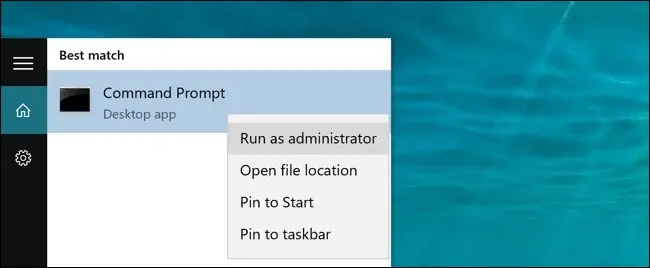 Best match
Command Prompt
Desktop app
Run as administrator
Open file location
Pin to Start
Pin to taskbar